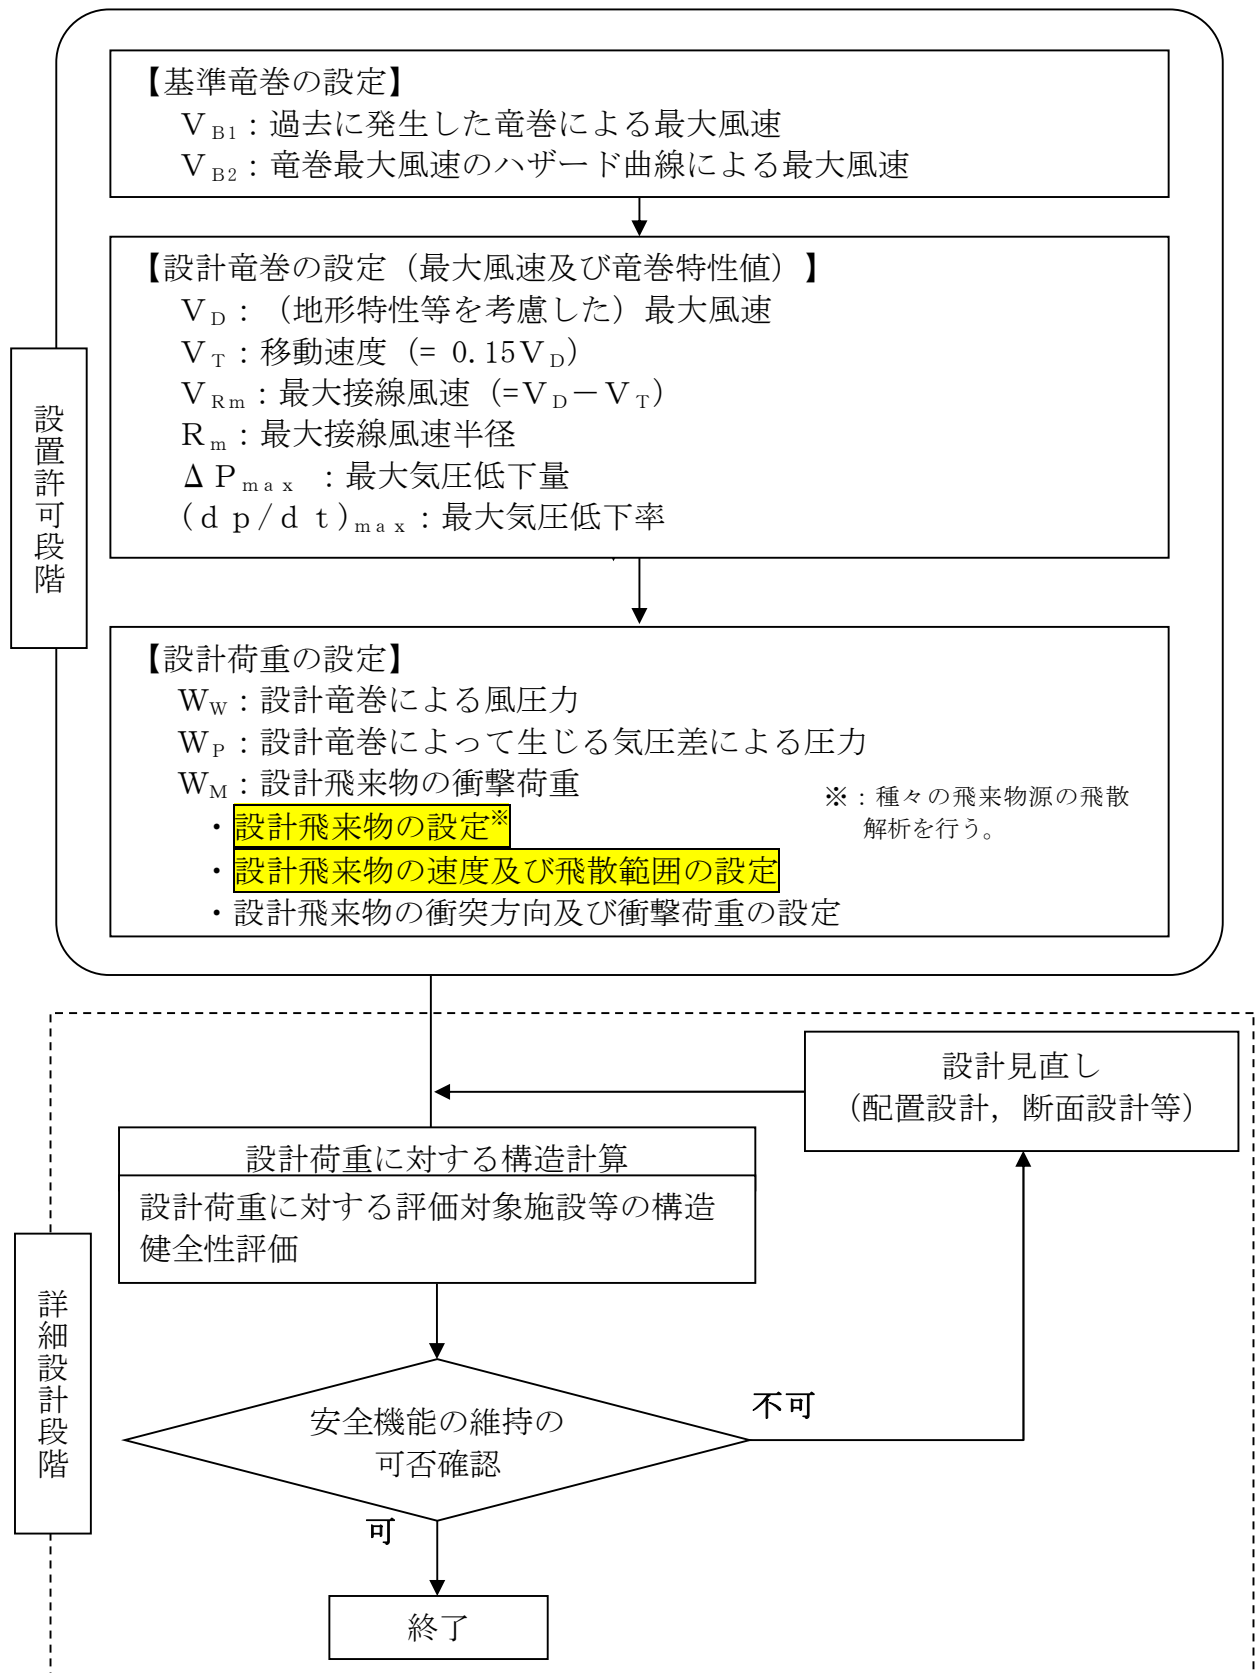 【基準竜巻の設定】
ＶB1：過去に発生した竜巻による最大風速
ＶB2：竜巻最大風速のハザード曲線による最大風速
【設計竜巻の設定（最大風速及び竜巻特性値）】
ＶD：（地形特性等を考慮した）最大風速
ＶT：移動速度（= 0.15ＶD）
ＶRm：最大接線風速（=ＶD－ＶT）
Ｒm：最大接線風速半径
ΔＰmax ：最大気圧低下量
(ｄｐ/ｄｔ)max：最大気圧低下率
設置許可段階
【設計荷重の設定】
ＷW：設計竜巻による風圧力
ＷP：設計竜巻によって生じる気圧差による圧力
ＷM：設計飛来物の衝撃荷重
・設計飛来物の設定※
・設計飛来物の速度及び飛散範囲の設定
・設計飛来物の衝突方向及び衝撃荷重の設定
※：種々の飛来物源の飛散
解析を行う。
設計見直し
（配置設計，断面設計等）
設計荷重に対する構造計算
設計荷重に対する評価対象施設等の構造
健全性評価
詳細設計段階
安全機能の維持の
可否確認
不可
可
終了